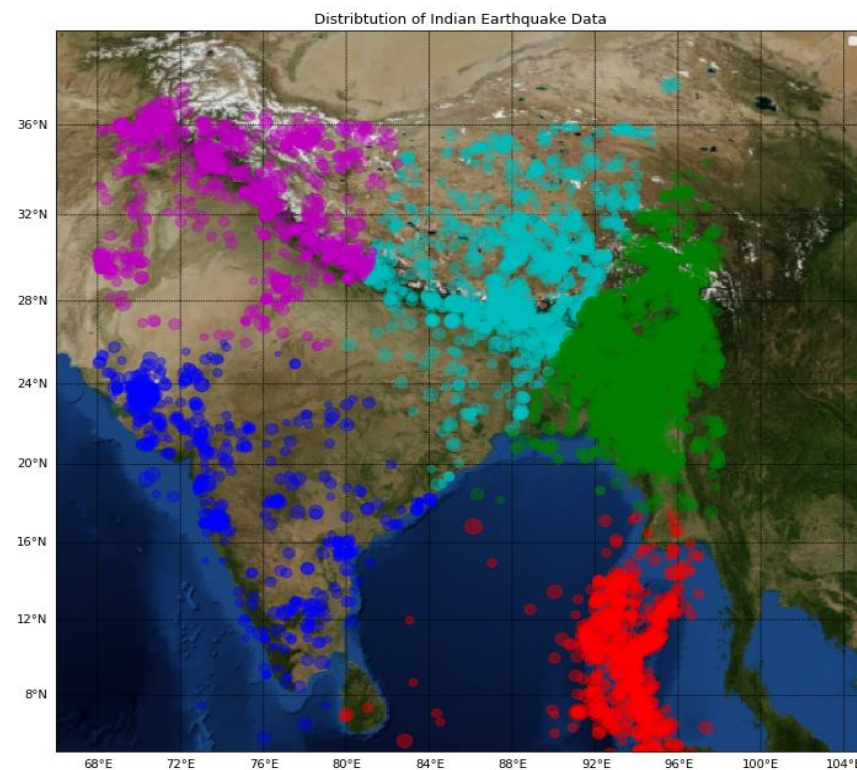 Distribtution of Indian Earthquake Data
36°N
32°N
28°N
24°N
20°N
16°N
12°N
8°N
68°E 72°E 76°E 80°E 84°E 88°E 92°E 96°E 100°E 104°E